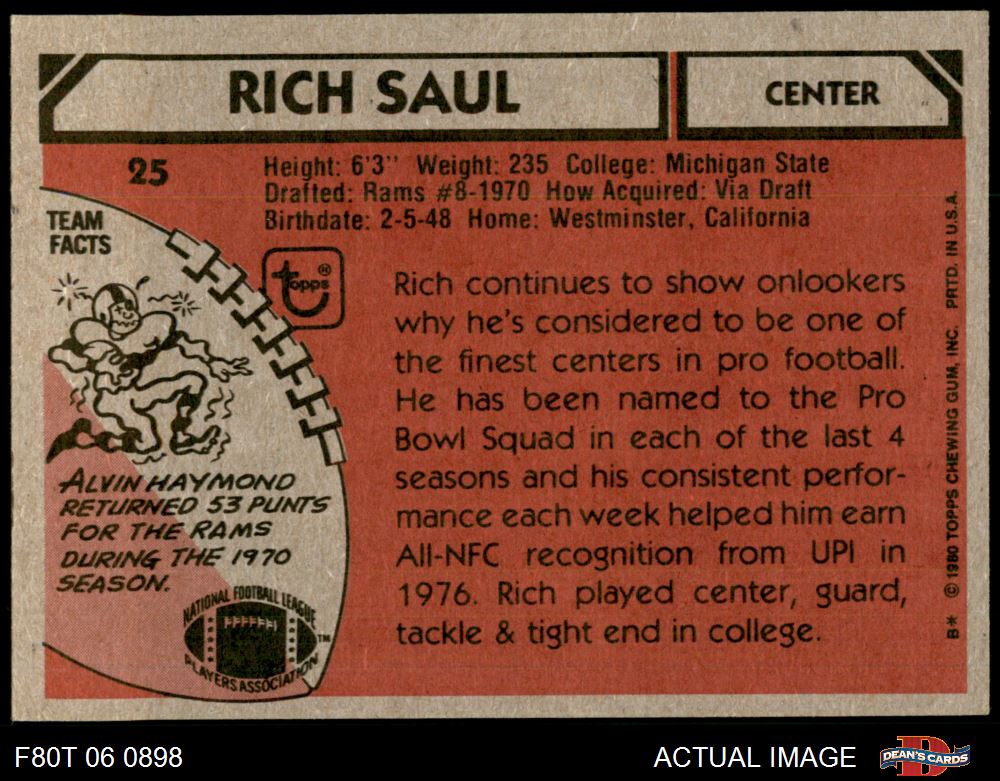 RICH SAUL
CENTER
25
Height: 6'3" Weight: 235 College: Michigan State
Drafted: Rams #8-1970 How Acquired: Via Draft
Birthdate: 2-5-48 Home: Westminster, California
TEAM
FACTS
topps®
Rich continues to show onlookers
why he's considered to be one of
the finest centers in pro football.
He has been named to the Pro
Bowl Squad in each of the last 4
seasons and his consistent perfor-
mance each week helped him earn
All-NFC recognition from UPI in
1976. Rich played center, guard,
tackle & tight end in college.
ALVIN HAYMOND
RETURNED 53 PUNTS
FOR THE RAMS
DURING THE 1970
SEASON.
NATIONAL FOOTBALL LEAGUE
PLAYERS ASSOCIATION
TM
B* © 1980 TOPPS CHEWING GUM, INC. PRTD. IN U.S.A.
F80T 06 0898
ACTUAL IMAGE
DEAN'S CARDS